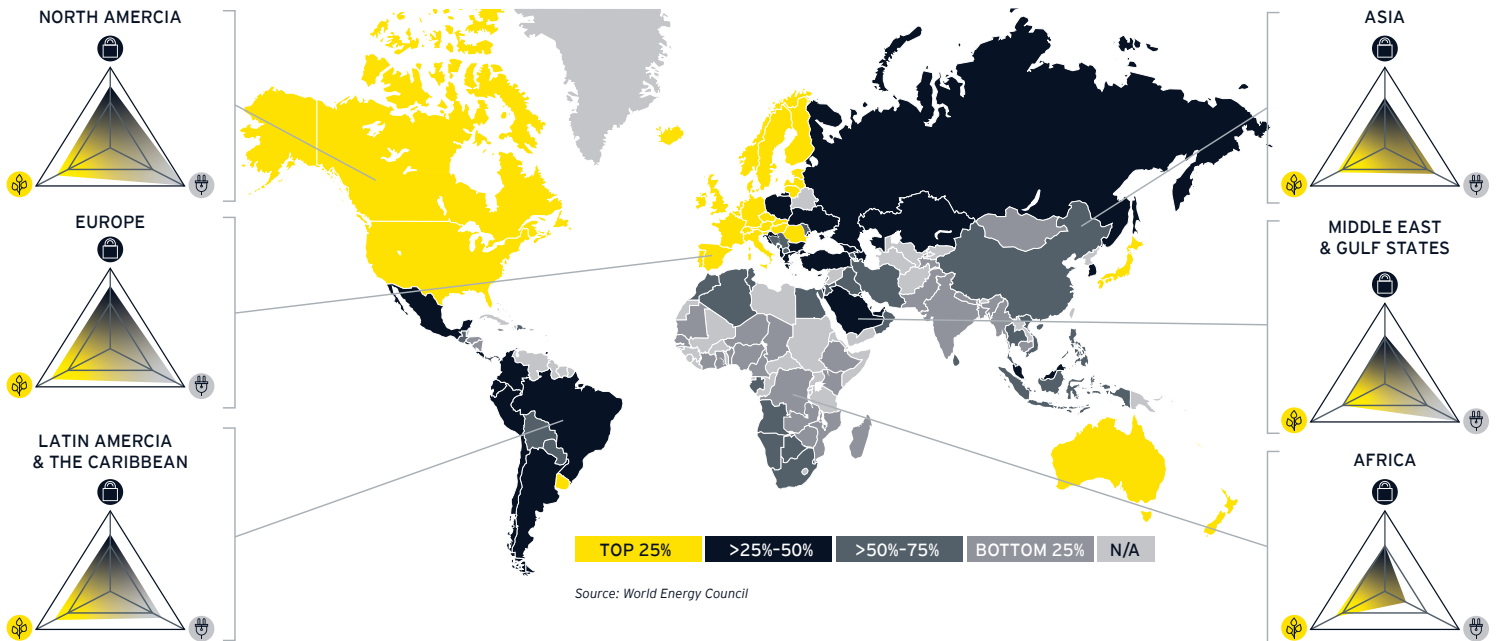 NORTH AMERCIA
EUROPE
LATIN AMERCIA
& THE CARIBBEAN
ASIA
MIDDLE EAST
& GULF STATES
AFRICA
TOP 25%
>25%–50%
>50%–75%
BOTTOM 25%
N/A
Source: World Energy Council